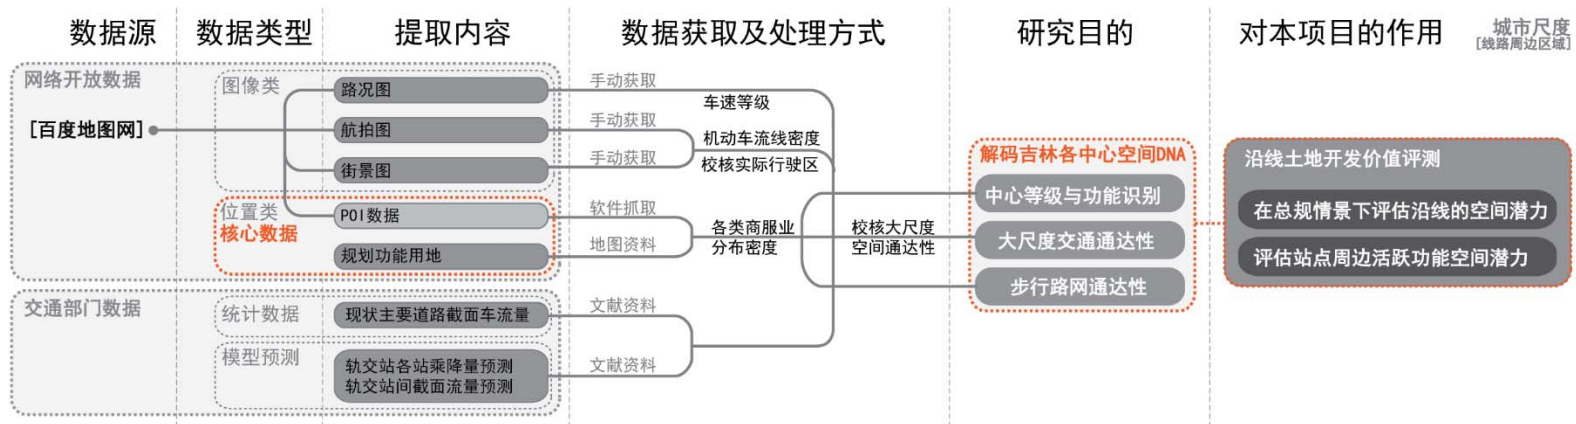 数据源
数据类型
提取内容
数据获取及处理方式
研究目的
对本项目的作用
城市尺度
[线路周边区域]
网络开放数据
[百度地图网]
图像类
路况图
航拍图
街景图
位置类
核心数据
POI数据
规划功能用地
交通部门数据
统计数据
现状主要道路截面车流量
模型预测
轨交站各站乘降量预测
轨交站间截面流量预测
手动获取
手动获取
手动获取
软件抓取
地图资料
文献资料
文献资料
车速等级
机动车流线密度
校核实际行驶区
各类商服业
分布密度
校核大尺度
空间通达性
解码吉林各中心空间DNA
中心等级与功能识别
大尺度交通通达性
步行路网通达性
沿线土地开发价值评测
在总规情景下评估沿线的空间潜力
评估站点周边活跃功能空间潜力